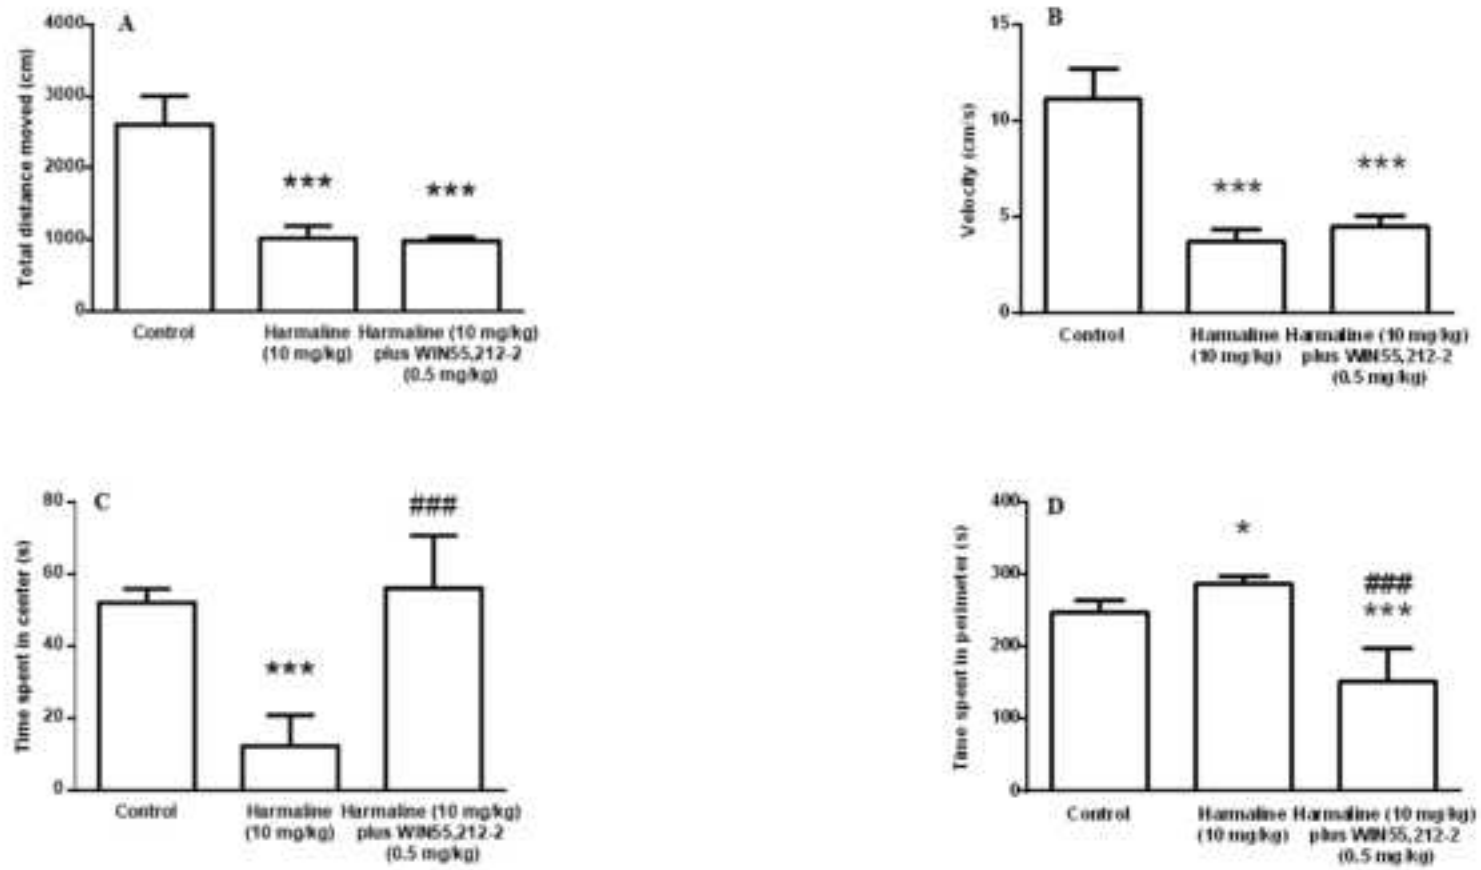 A
Total distance moved (cm)
4000
3000
2000
1000
0
***
***
Control
Harmaline
(10 mg/kg)
Harmaline (10 mg/kg)
plus WIN55,212-2
(0.5 mg/kg)
B
Velocity (cm/s)
15
10
5
0
***
***
Control
Harmaline
(10 mg/kg)
Harmaline (10 mg/kg)
plus WIN55,212-2
(0.5 mg/kg)
C
Time spent in center (s)
80
60
40
20
0
***
###
Control
Harmaline
(10 mg/kg)
Harmaline (10 mg/kg)
plus WIN55,212-2
(0.5 mg/kg)
D
Time spent in perimeter (s)
400
300
200
100
0
*
###
***
Control
Harmaline
(10 mg/kg)
Harmaline (10 mg/kg)
plus WIN55,212-2
(0.5 mg/kg)